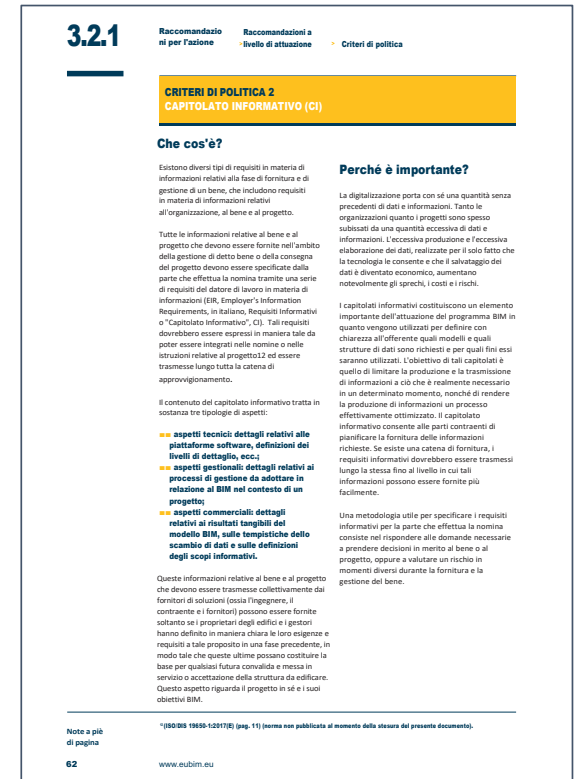 3.2.1
Raccomandazio
ni per l'azione
Raccomandazioni a
livello di attuazione
Criteri di politica
CRITERI DI POLITICA 2
CAPITOLATO INFORMATIVO (CI)
Che cos'è?
Esistono diversi tipi di requisiti in materia di
informazioni relativi alla fase di fornitura e di
gestione di un bene, che includono requisiti
in materia di informazioni relativi
all'organizzazione, al bene e al progetto.
Tutte le informazioni relative al bene e al
progetto che devono essere fornite nell'ambito
della gestione di detto bene o della consegna
del progetto devono essere specificate dalla
parte che effettua la nomina tramite una serie
di requisiti del datore di lavoro in materia di
informazioni (EIR, Employer's Information
Requirements, in italiano, Requisiti Informativi
o "Capitolato Informativo", CI). Tali requisiti
dovrebbero essere espressi in maniera tale da
poter essere integrati nelle nomine o nelle
istruzioni relative al progetto12 ed essere
trasmesse lungo tutta la catena di
approvvigionamento.
Il contenuto del capitolato informativo tratta in
sostanza tre tipologie di aspetti:
aspetti tecnici: dettagli relativi alle
piattaforme software, definizioni dei
livelli di dettaglio, ecc.;
aspetti gestionali: dettagli relativi ai
processi di gestione da adottare in
relazione al BIM nel contesto di un
progetto;
aspetti commerciali: dettagli
relativi ai risultati tangibili del
modello BIM, sulle tempistiche dello
scambio di dati e sulle definizioni
degli scopi informativi.
Queste informazioni relative al bene e al progetto
che devono essere trasmesse collettivamente dai
fornitori di soluzioni (ossia l'ingegnere, il
contraente e i fornitori) possono essere fornite
soltanto se i proprietari degli edifici e i gestori
hanno definito in maniera chiara le loro esigenze e
requisiti a tale proposito in una fase precedente, in
modo tale che queste ultime possano costituire la
base per qualsiasi futura convalida e messa in
servizio o accettazione della struttura da edificare.
Questo aspetto riguarda il progetto in sé e i suoi
obiettivi BIM.
Perché è importante?
La digitalizzazione porta con sé una quantità senza
precedenti di dati e informazioni. Tanto le
organizzazioni quanto i progetti sono spesso
subissati da una quantità eccessiva di dati e
informazioni. L'eccessiva produzione e l'eccessiva
elaborazione dei dati, realizzate per il solo fatto che
la tecnologie le consente e che il salvataggio dei
dati è diventato economico, aumentano
notevolmente gli sprechi, i costi e i rischi.
I capitolati informativi costituiscono un elemento
importante dell'attuazione del programma BIM in
quanto vengono utilizzati per definire con
chiarezza all'offerente quali modelli e quali
strutture di dati sono richiesti e per quali fini essi
saranno utilizzati. L'obiettivo di tali capitolati è
quello di limitare la produzione e la trasmissione
di informazioni a ciò che è realmente necessario
in un determinato momento, nonché di rendere
la produzione di informazioni un processo
effettivamente ottimizzato. Il capitolato
informativo consente alle parti contraenti di
pianificare la fornitura delle informazioni
richieste. Se esiste una catena di fornitura, i
requisiti informativi dovrebbero essere trasmessi
lungo la stessa fino al livello in cui tali
informazioni possono essere fornite più
facilmente.
Una metodologia utile per specificare i requisiti
informativi per la parte che effettua la nomina
consiste nel rispondere alle domande necessarie
a prendere decisioni in merito al bene o al
progetto, oppure a valutare un rischio in
momenti diversi durante la fornitura e la
gestione del bene.
Note a piè
di pagina
(ISO/DIS 19650-1:2017(E) (pag. 11) (norma non pubblicata al momento della stesura del presente documento).
62
www.eubim.eu